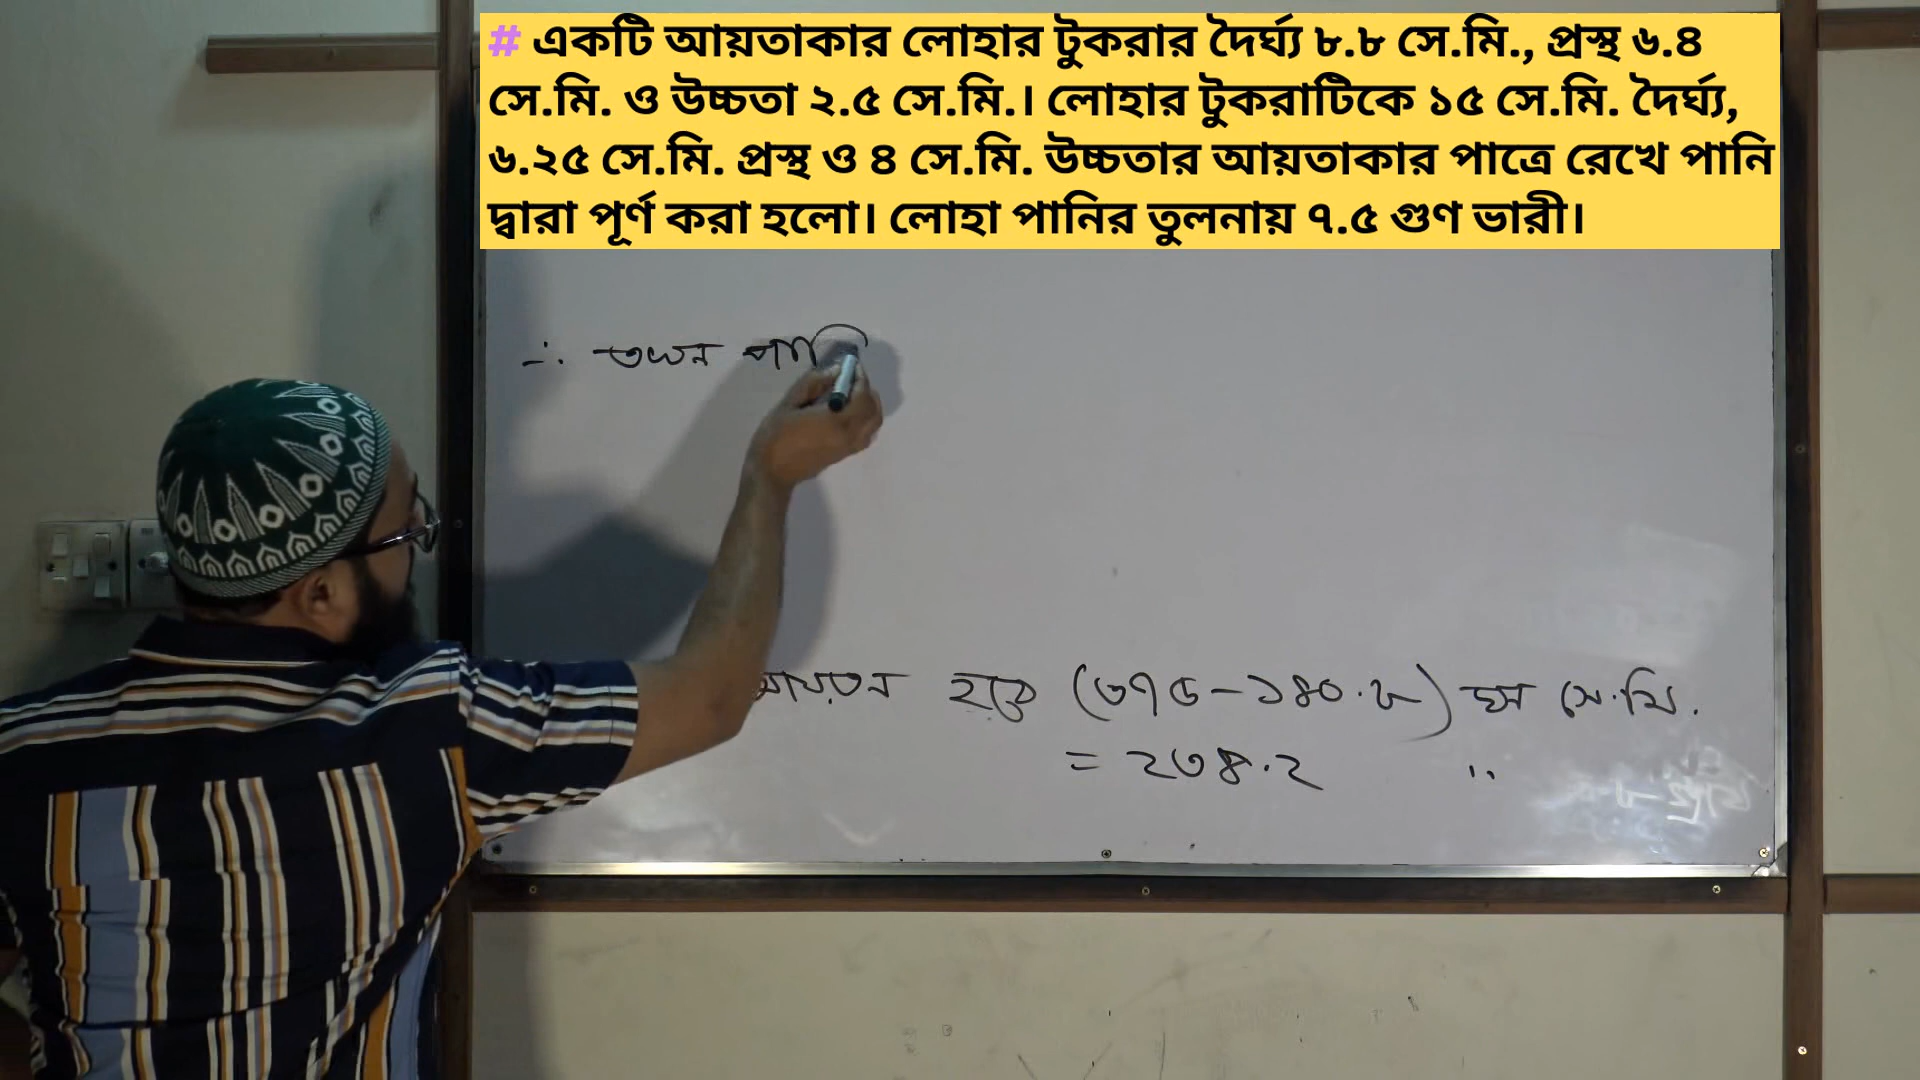 # একটি আয়তাকার লোহার টুকরার দৈর্ঘ্য ৮.৮ সে.মি., প্রস্থ ৬.৪
সে.মি. ও উচ্চতা ২.৫ সে.মি.। লোহার টুকরাটিকে ১৫ সে.মি. দৈর্ঘ্য,
৬.২৫ সে.মি. প্রস্থ ও ৪ সে.মি. উচ্চতার আয়তাকার পাত্রে রেখে পানি
দ্বারা পূর্ণ করা হলো। লোহা পানির তুলনায় ৭.৫ গুণ ভারী।
∴ তখন পা
আয়তন হবে (৩৭৫-১৪০.৮) ঘন সে.মি.
= ২৩৪.২ ,,